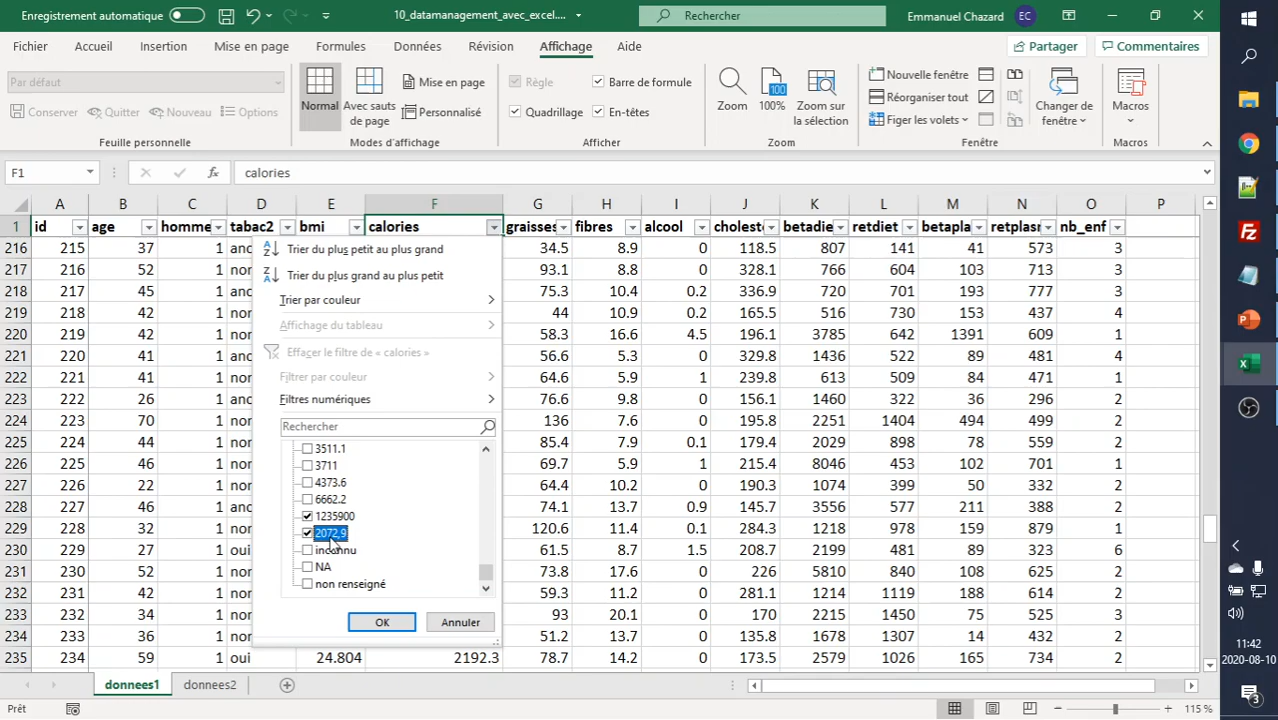 Enregistrement automatique 10_datamanagement_avec_excel.... Rechercher Emmanuel Chazard EC
Fichier Accueil Insertion Mise en page Formules Données Révision Affichage Aide Partager Commentaires
Par défaut
Conserver Quitter Nouveau Options
Feuille personnelle
Normal
Avec sauts de page
Mise en page
Personnalisé
Modes d'affichage
Règle Barre de formule
Quadrillage En-têtes
Afficher
Zoom
100
100%
Zoom sur la sélection
Zoom
Nouvelle fenêtre
Réorganiser tout
Figer les volets
Changer de fenêtre
Fenêtre
Macros
Macros
F1 fx calories
A B C D E F G H I J K L M N O P
1 id age homme tabac2 bmi calories graisses fibres alcool cholest betadie retdiet betapla retplasr nb_enf
216 215 37 1 anc 34.5 8.9 0 118.5 807 141 41 573 3
217 216 52 1 non 93.1 8.8 0 328.1 766 604 103 713 3
218 217 45 1 anc 75.3 10.4 0.2 336.9 720 701 193 777 3
219 218 42 1 non 44 10.9 0.2 165.5 516 730 153 437 4
220 219 42 1 non 58.3 16.6 4.5 196.1 3785 642 1391 609 1
221 220 41 1 anc 56.6 5.3 0 329.8 1436 522 89 481 4
222 221 41 1 non 64.6 5.9 1 239.8 613 509 84 471 1
223 222 26 1 anc 76.6 9.8 0 156.1 1460 322 36 296 2
224 223 70 1 non 136 7.6 0 195.8 2251 1404 494 499 2
225 224 44 1 non 85.4 7.9 0.1 179.4 2029 898 78 559 2
226 225 46 1 non 69.7 5.9 1 215.4 8046 453 102 701 1
227 226 22 1 non 64.4 10.2 0 190.3 1074 399 50 332 2
228 227 46 1 anc 74.1 13.7 0.9 145.7 3556 577 211 388 2
229 228 32 1 non 120.6 11.4 0.1 284.3 1218 978 159 879 1
230 229 27 1 oui 61.5 8.7 1.5 208.7 2199 481 89 323 6
231 230 52 1 non 73.8 17.6 0 226 5810 840 108 625 1
232 231 42 1 non 59.3 11.2 0 281.1 1214 1119 188 614 2
233 232 34 1 non 93 20.1 0 170 2215 1450 75 525 3
234 233 36 1 non 51.2 13.7 0 135.8 1678 1307 14 432 2
235 234 59 1 oui 24.804 2192.3 78.7 14.2 0 173.5 2579 1026 165 734 2
Trier du plus petit au plus grand
Trier du plus grand au plus petit
Trier par couleur
Affichage du tableau
Effacer le filtre de « calories »
Filtrer par couleur
Filtres numériques
Rechercher
3511.1
3711
4373.6
6662.2
1235900
2072,9
inconnu
NA
non renseigné
OK Annuler
donnees1 donnees2
Prêt 115 %
11:42
2020-08-10
3